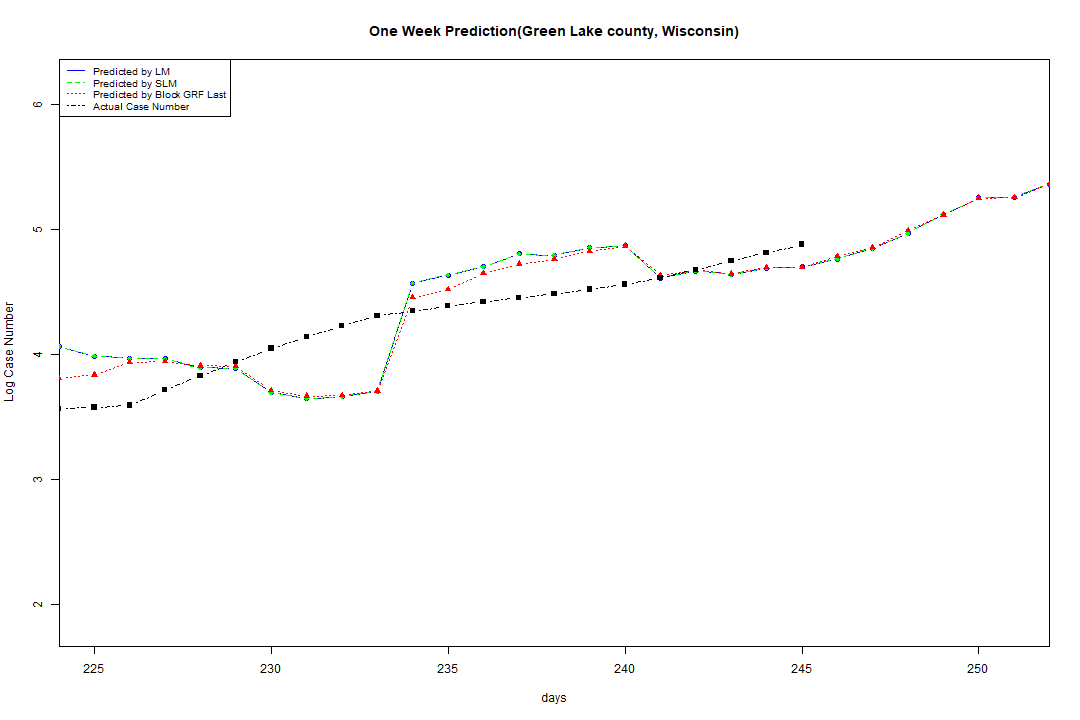 One Week Prediction(Green Lake county, Wisconsin)
Predicted by LM
Predicted by SLM
Predicted by Block GRF Last
Actual Case Number
6
5
4
3
2
Log Case Number
225 230 235 240 245 250
days